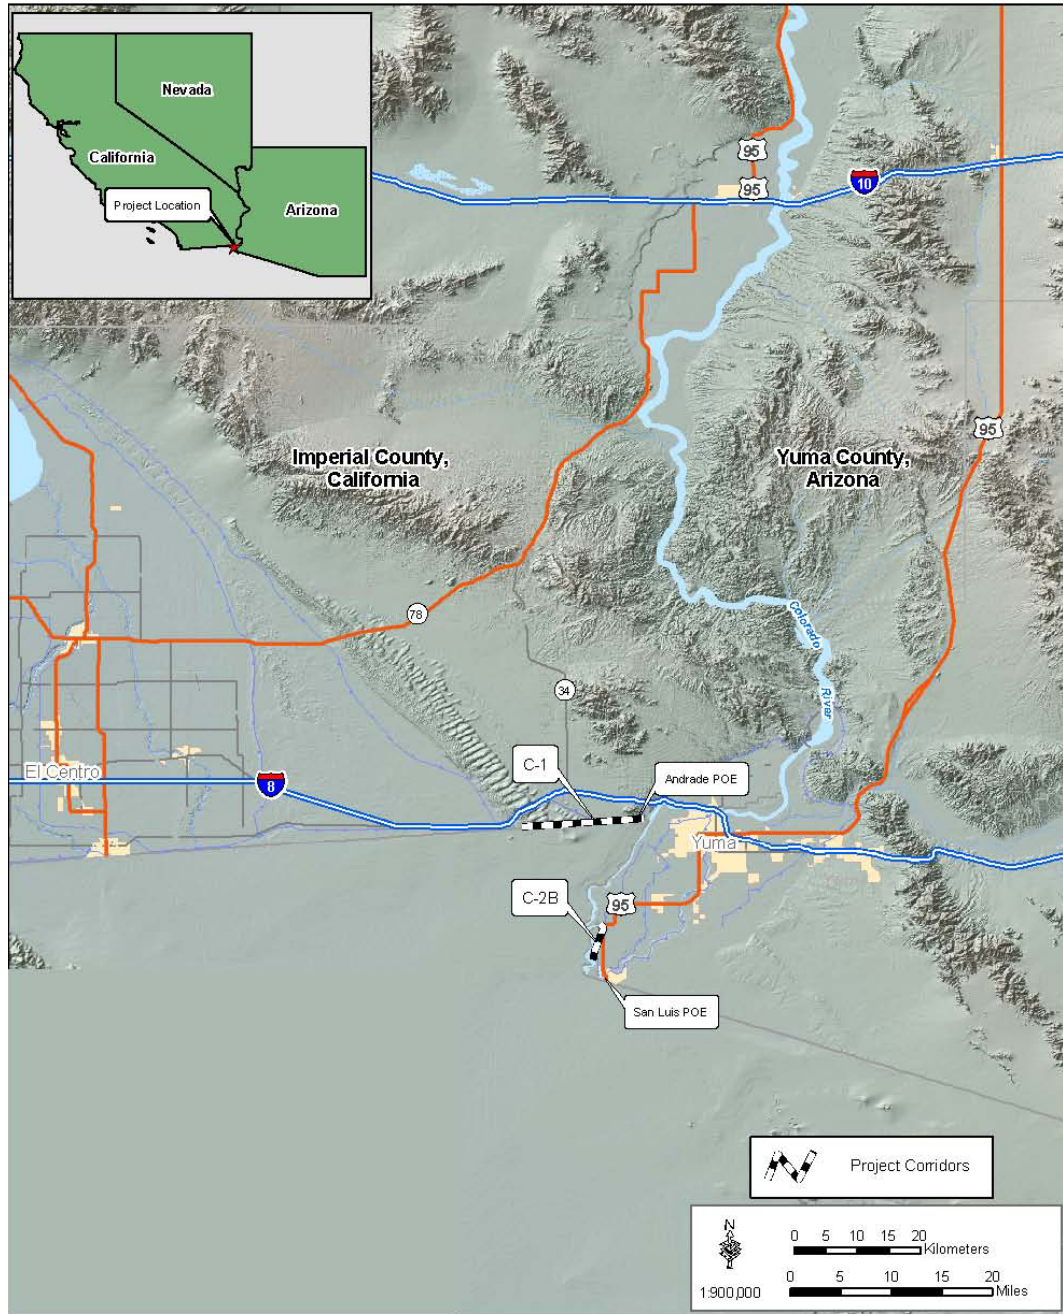 Nevada
California
Project Location
Arizona
95
95
10
95
Imperial County,
California
Yuma County,
Arizona
78
Colorado
River
34
C-1
Andrade POE
El Centro
8
Yuma
C-2B
95
San Luis POE
Project Corridors
N
0 5 10 15 20
Kilometers
1:900,000
0 5 10 15 20
Miles